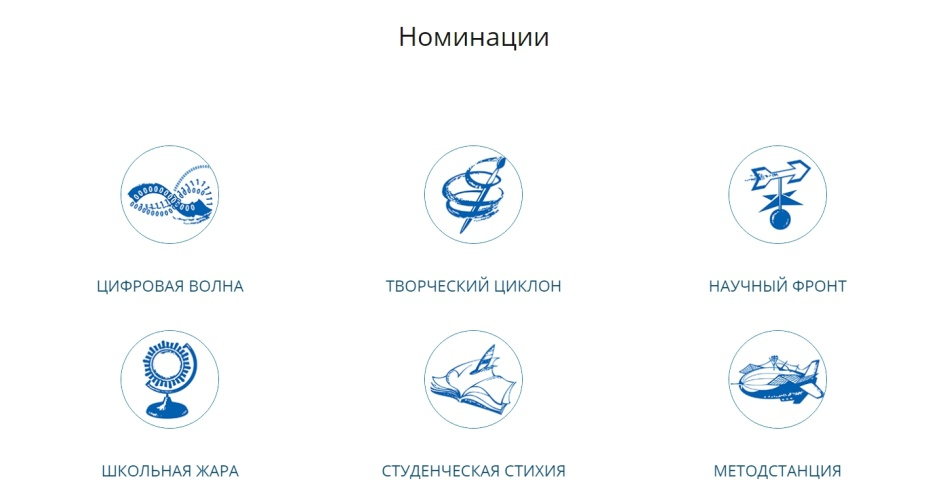 Номинации
ЦИФРОВАЯ ВОЛНА
ТВОРЧЕСКИЙ ЦИКЛОН
НАУЧНЫЙ ФРОНТ
ШКОЛЬНАЯ ЖАРА
СТУДЕНЧЕСКАЯ СТИХИЯ
МЕТОДСТАНЦИЯ